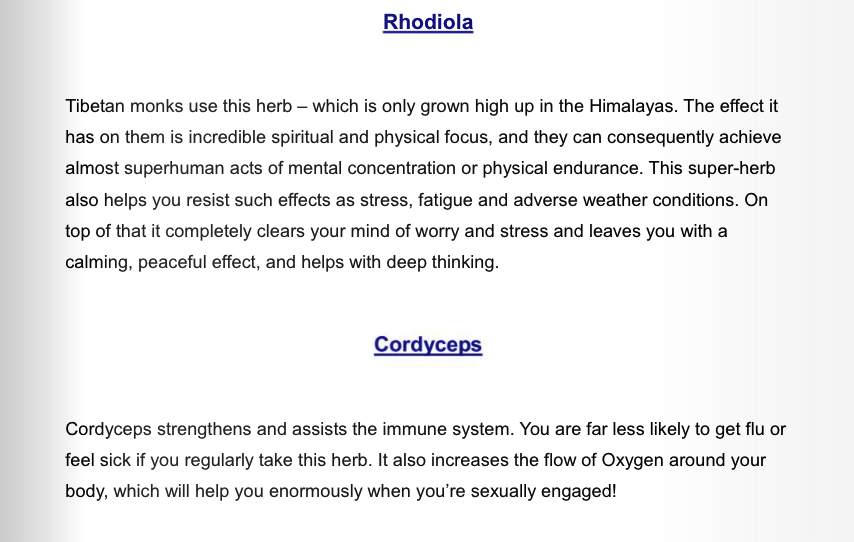 Rhodiola
Tibetan monks use this herb – which is only grown high up in the Himalayas. The effect it
has on them is incredible spiritual and physical focus, and they can consequently achieve
almost superhuman acts of mental concentration or physical endurance. This super-herb
also helps you resist such effects as stress, fatigue and adverse weather conditions. On
top of that it completely clears your mind of worry and stress and leaves you with a
calming, peaceful effect, and helps with deep thinking.
Cordyceps
Cordyceps strengthens and assists the immune system. You are far less likely to get flu or
feel sick if you regularly take this herb. It also increases the flow of Oxygen around your
body, which will help you enormously when you’re sexually engaged!